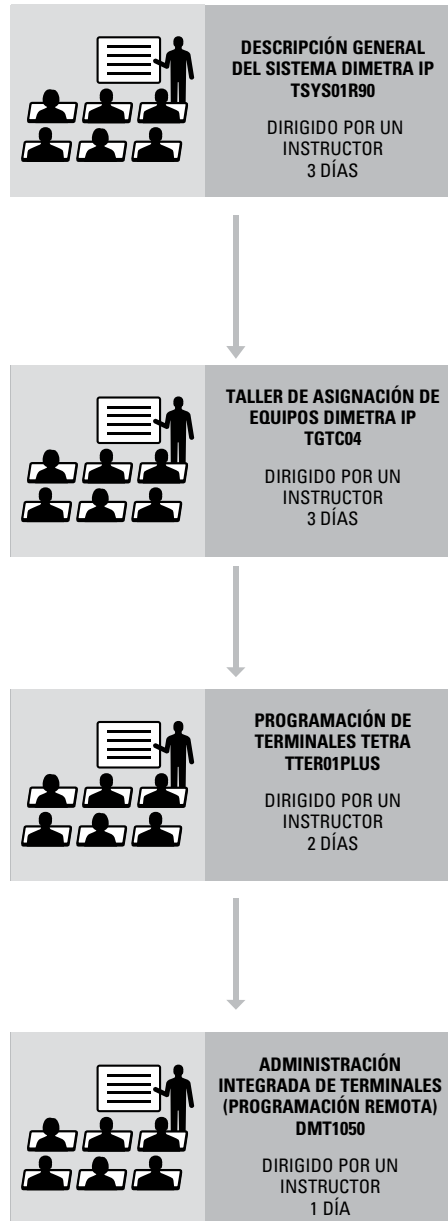 DESCRIPCIÓN GENERAL
DEL SISTEMA DIMETRA IP
TSYS01R90
DIRIGIDO POR UN
INSTRUCTOR
3 DÍAS
TALLER DE ASIGNACIÓN DE
EQUIPOS DIMETRA IP
TGTC04
DIRIGIDO POR UN
INSTRUCTOR
3 DÍAS
PROGRAMACIÓN DE
TERMINALES TETRA
TTER01PLUS
DIRIGIDO POR UN
INSTRUCTOR
2 DÍAS
ADMINISTRACIÓN
INTEGRADA DE TERMINALES
(PROGRAMACIÓN REMOTA)
DMT1050
DIRIGIDO POR UN
INSTRUCTOR
1 DÍA